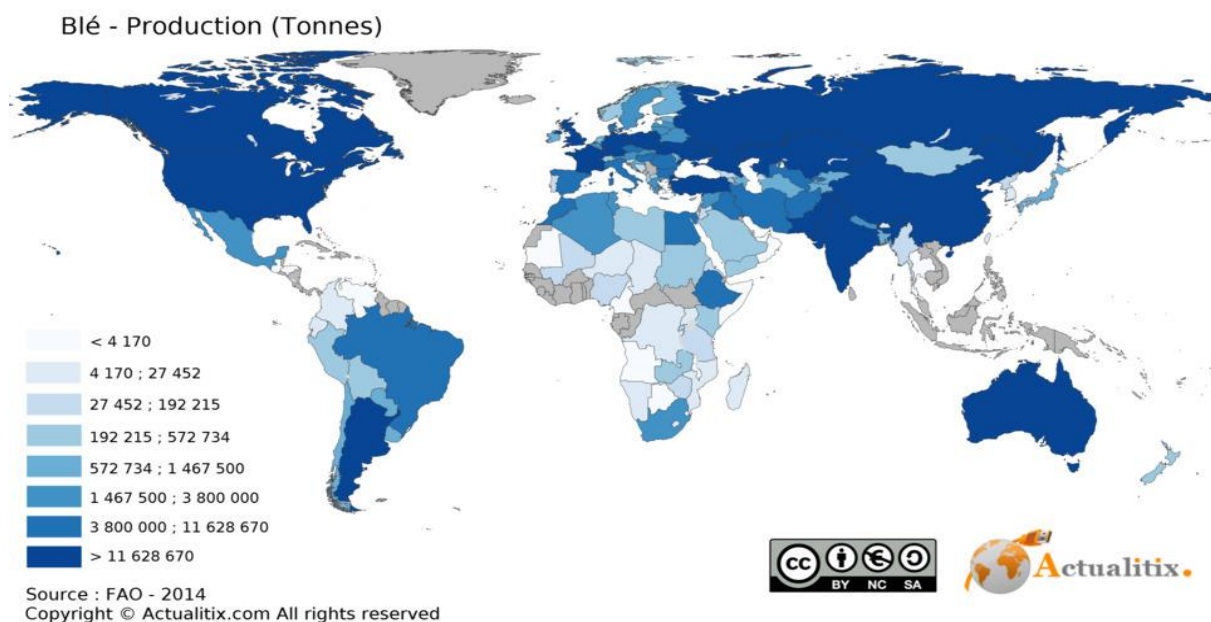 Blé - Production (Tonnes)
< 4 170
4 170 ; 27 452
27 452 ; 192 215
192 215 ; 572 734
572 734 ; 1 467 500
1 467 500 ; 3 800 000
3 800 000 ; 11 628 670
> 11 628 670
cc
BY NC SA
Actualitix.
Source : FAO - 2014
Copyright © Actualitix.com All rights reserved